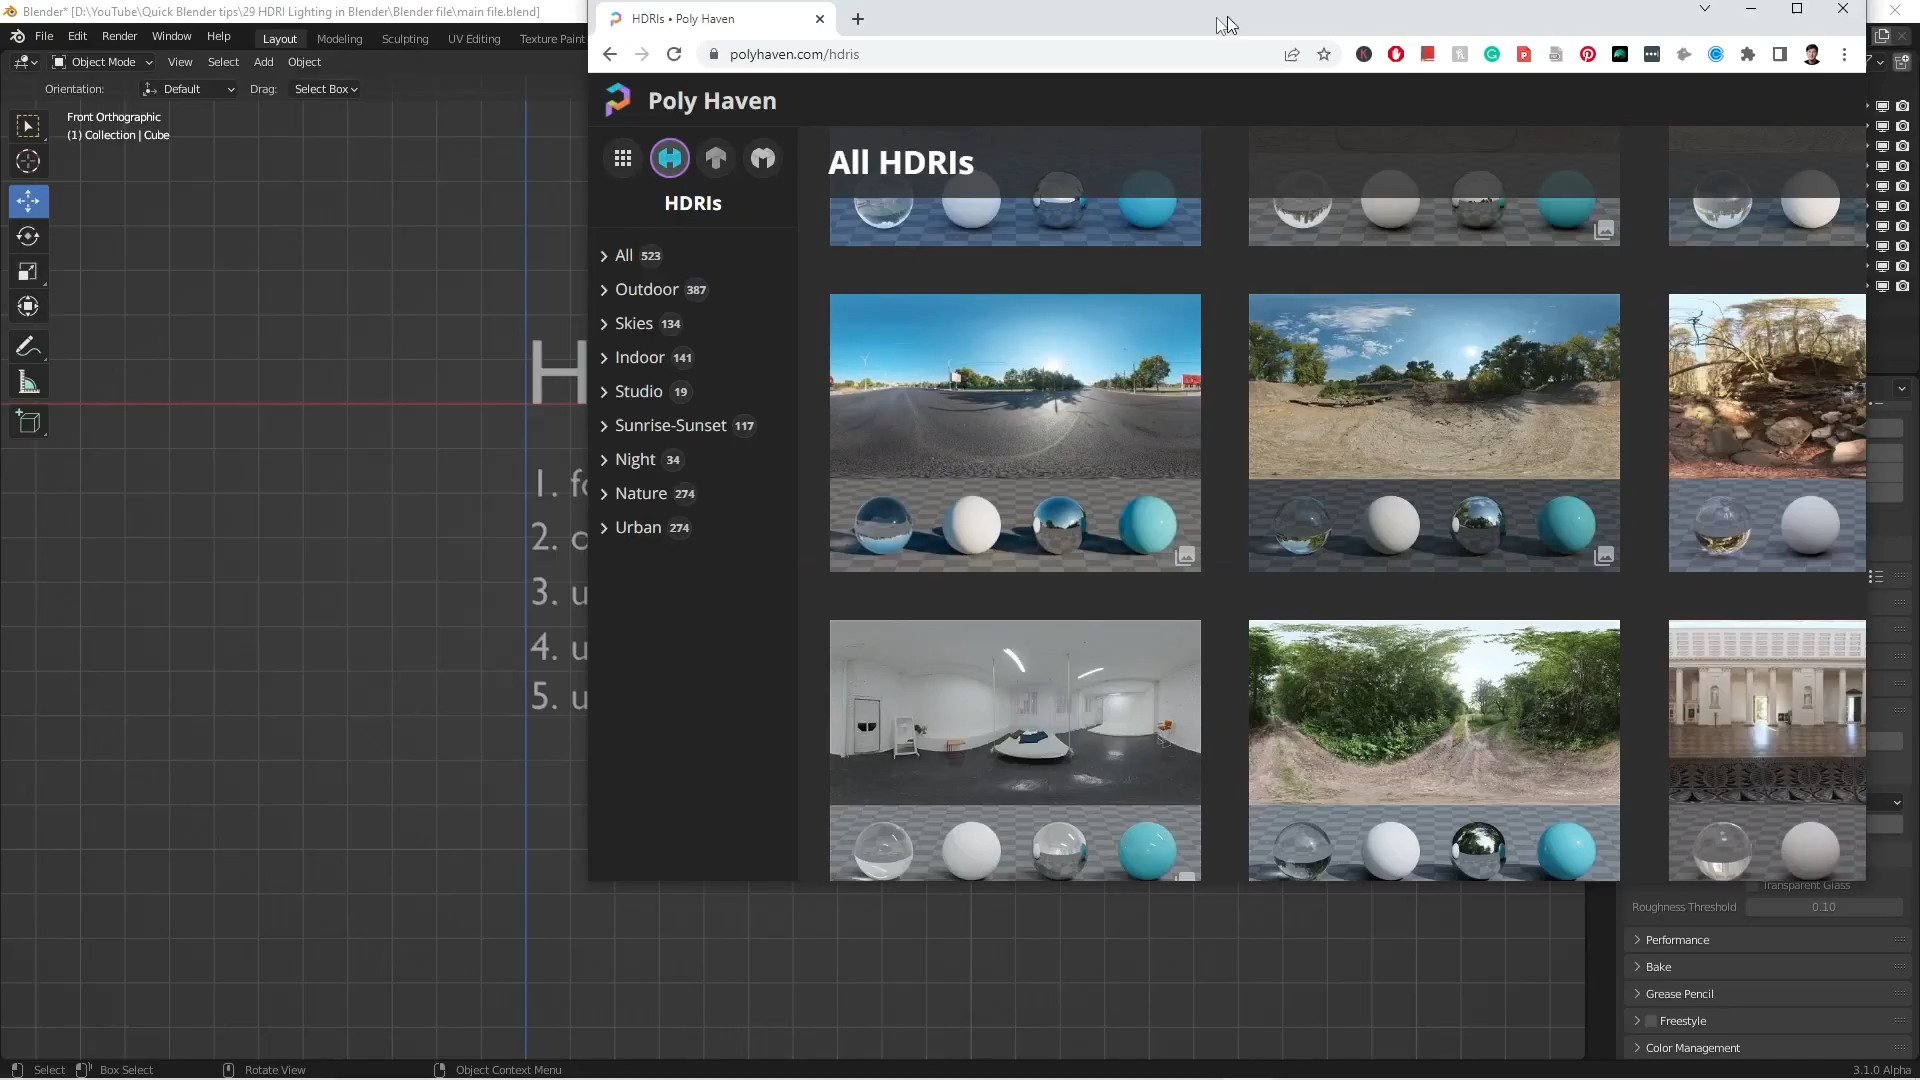 Blender* [D:\YouTube\Quick Blender tips\29 HDRI Lighting in Blender\Blender file\main file.blend]
File Edit Render Window Help Layout Modeling Sculpting UV Editing Texture Paint
Object Mode View Select Add Object
Orientation: Default Drag: Select Box
Front Orthographic
(1) Collection | Cube
H
1. fo
2. c
3. u
4. u
5. u
HDRIs • Poly Haven
polyhaven.com/hdris
Poly Haven
HDRIs
All 523
Outdoor 387
Skies 134
Indoor 141
Studio 19
Sunrise-Sunset 117
Night 34
Nature 274
Urban 274
All HDRIs
Transparent Glass
Roughness Threshold 0.10
Performance
Bake
Grease Pencil
Freestyle
Color Management
Select Box Select Rotate View Object Context Menu 3.1.0 Alpha